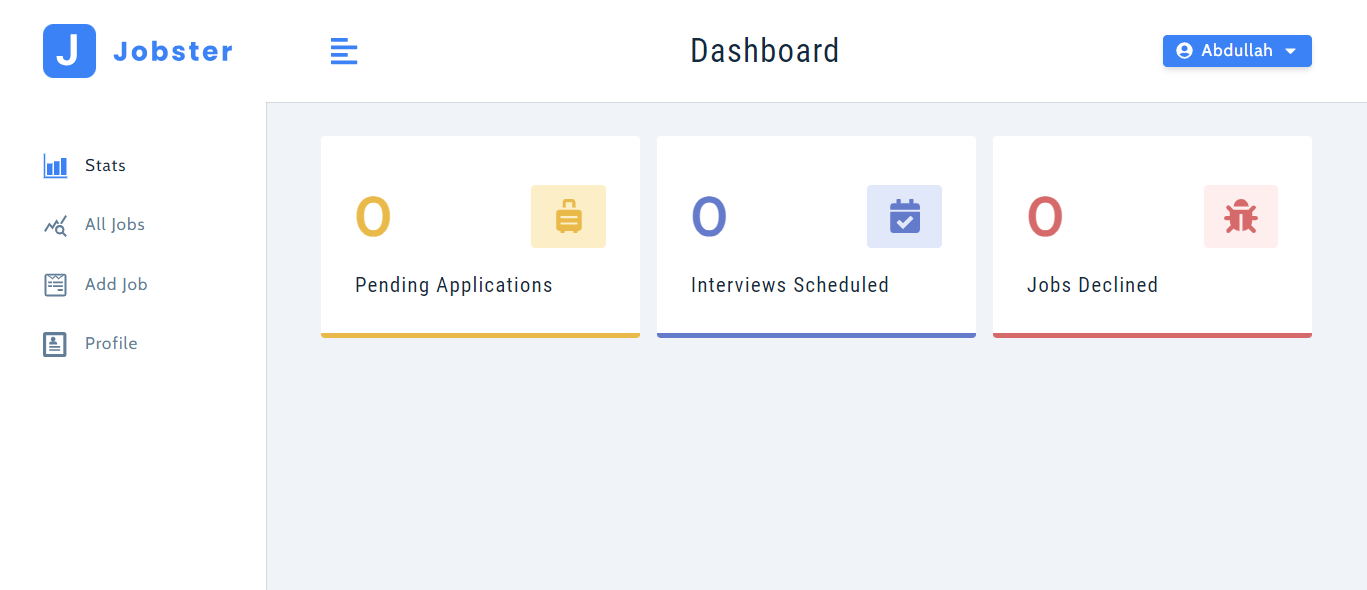 J Jobster
Dashboard
Abdullah
Stats
All Jobs
Add Job
Profile
0
Pending Applications
0
Interviews Scheduled
0
Jobs Declined